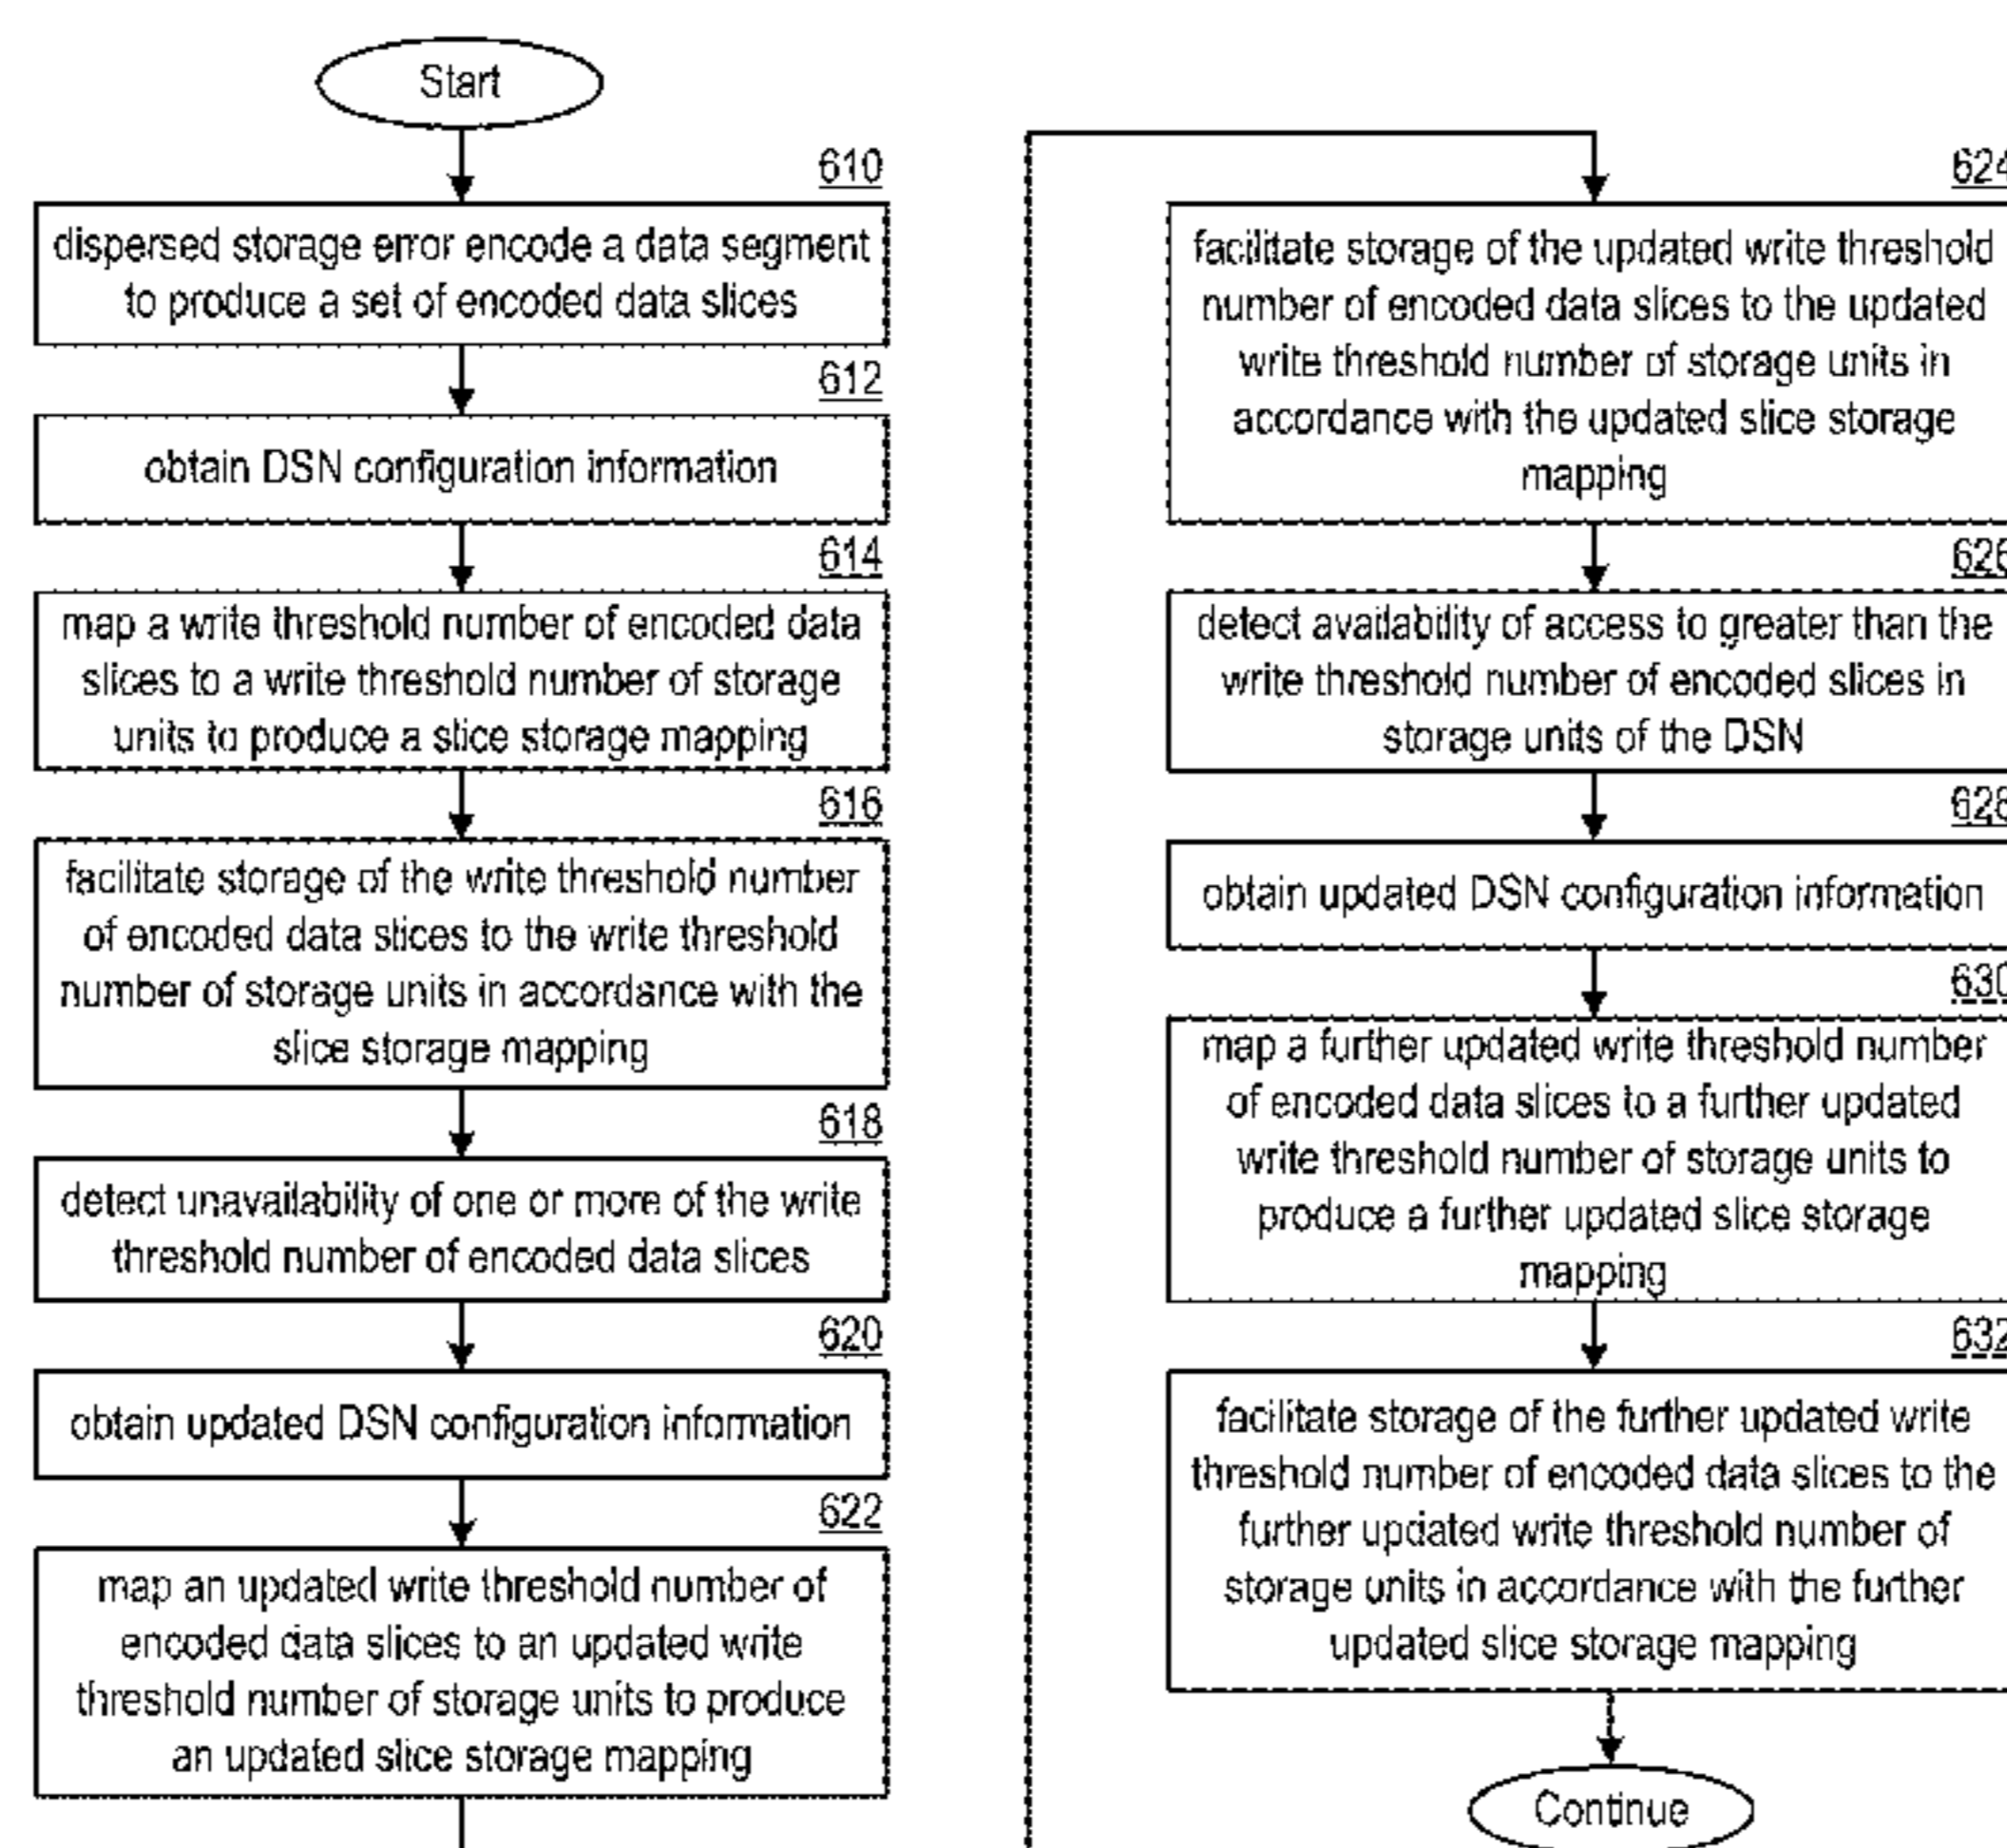 Start
610
dispersed storage error encode a data segment
to produce a set of encoded data slices
612
obtain DSN configuration information
614
map a write threshold number of encoded data
slices to a write threshold number of storage
units to produce a slice storage mapping
616
facilitate storage of the write threshold number
of encoded data slices to the write threshold
number of storage units in accordance with the
slice storage mapping
618
detect unavailability of one or more of the write
threshold number of encoded data slices
620
obtain updated DSN configuration information
622
map an updated write threshold number of
encoded data slices to an updated write
threshold number of storage units to produce
an updated slice storage mapping
624
facilitate storage of the updated write threshold
number of encoded data slices to the updated
write threshold number of storage units in
accordance with the updated slice storage
mapping
626
detect availability of access to greater than the
write threshold number of encoded slices in
storage units of the DSN
628
obtain updated DSN configuration information
630
map a further updated write threshold number
of encoded data slices to a further updated
write threshold number of storage units to
produce a further updated slice storage
mapping
632
facilitate storage of the further updated write
threshold number of encoded data slices to the
further updated write threshold number of
storage units in accordance with the further
updated slice storage mapping
Continue